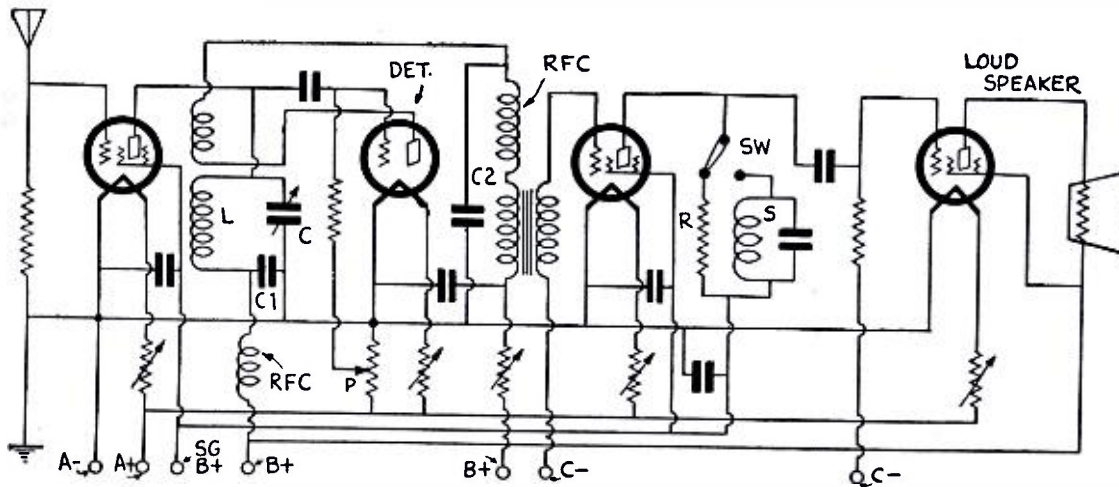 LOUD
SPEAKER
RFC
DET.
SW
C2
L
C
R
S
C1
RFC
P
A-
A+
SG
B+
B+
B+
C-
C-